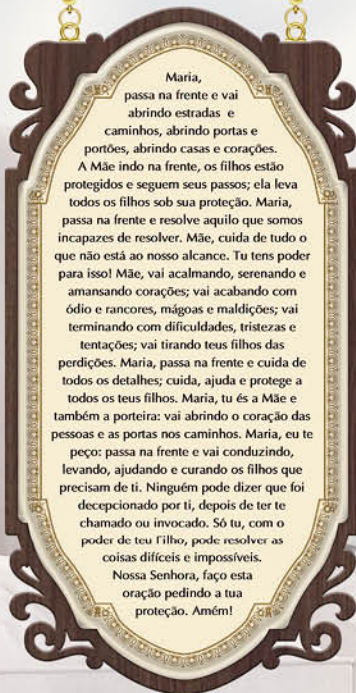 Maria,
passa na frente e vai
abrindo estradas e
caminhos, abrindo portas e
portões, abrindo casas e corações.
A Mãe indo na frente, os filhos estão
protegidos e seguem seus passos; ela leva
todos os filhos sob sua proteção. Maria,
passa na frente e resolve aquilo que somos
incapazes de resolver. Mãe, cuida de tudo o
que não está ao nosso alcance. Tu tens poder
para isso! Mãe, vai acalmando, serenando e
amansando corações; vai acabando com
ódio e rancores, mágoas e maldições; vai
terminando com dificuldades, tristezas e
tentações; vai tirando teus filhos das
perdições. Maria, passa na frente e cuida de
todos os detalhes; cuida, ajuda e protege a
todos os teus filhos. Maria, tu és a Mãe e
também a porteira: vai abrindo o coração das
pessoas e as portas nos caminhos. Maria, eu te
peço: passa na frente e vai conduzindo,
levando, ajudando e curando os filhos que
precisam de ti. Ninguém pode dizer que foi
decepcionado por ti, depois de ter te
chamado ou invocado. Só tu, com o
poder de teu Filho, pode resolver as
coisas difíceis e impossíveis.
Nossa Senhora, faço esta
oração pedindo a tua
proteção. Amém!